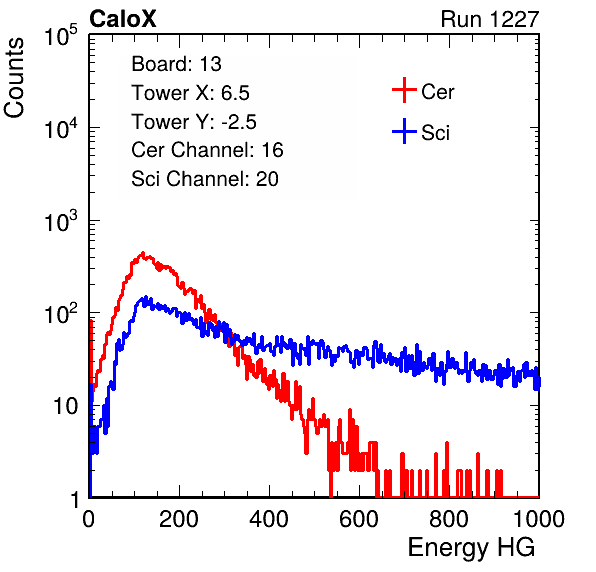 CaloX Run 1227
Counts
10^5
10^4
10^3
10^2
10
1
Board: 13
Tower X: 6.5
Tower Y: -2.5
Cer Channel: 16
Sci Channel: 20
Cer
Sci
0 200 400 600 800 1000
Energy HG